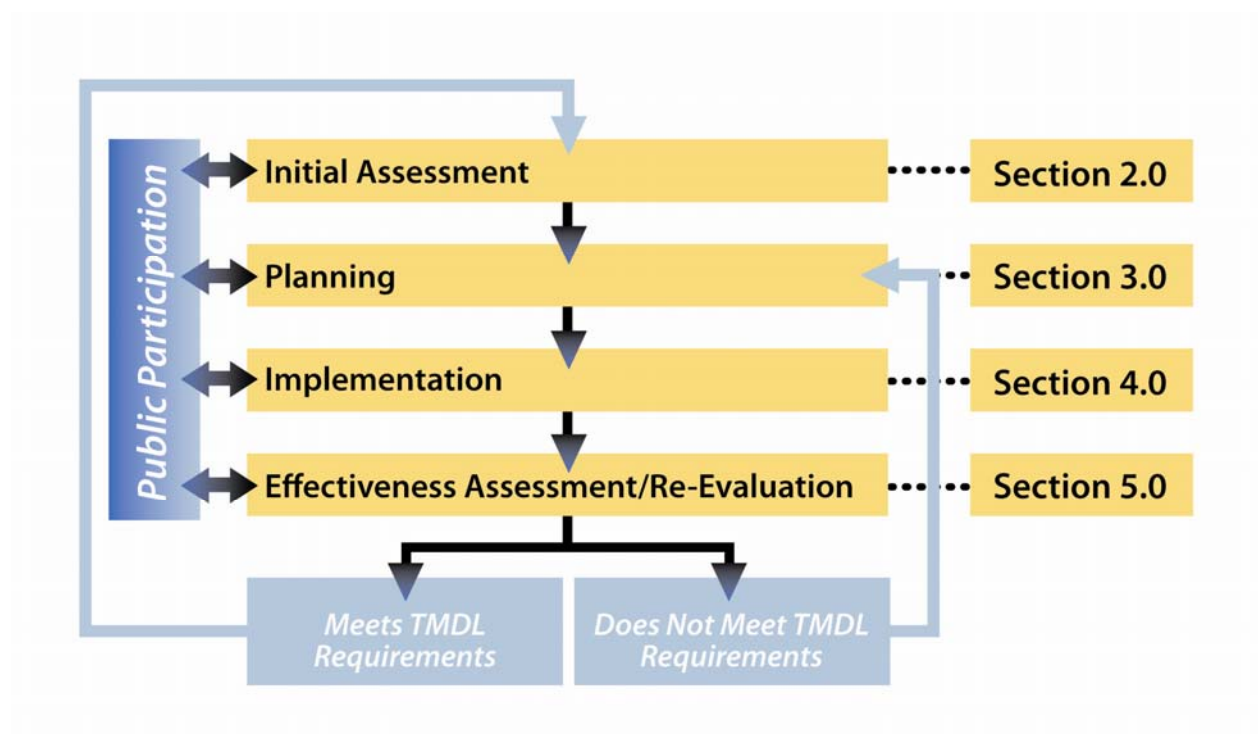 Public Participation
Initial Assessment
Section 2.0
Planning
Section 3.0
Implementation
Section 4.0
Effectiveness Assessment/Re-Evaluation
Section 5.0
Meets TMDL
Requirements
Does Not Meet TMDL
Requirements